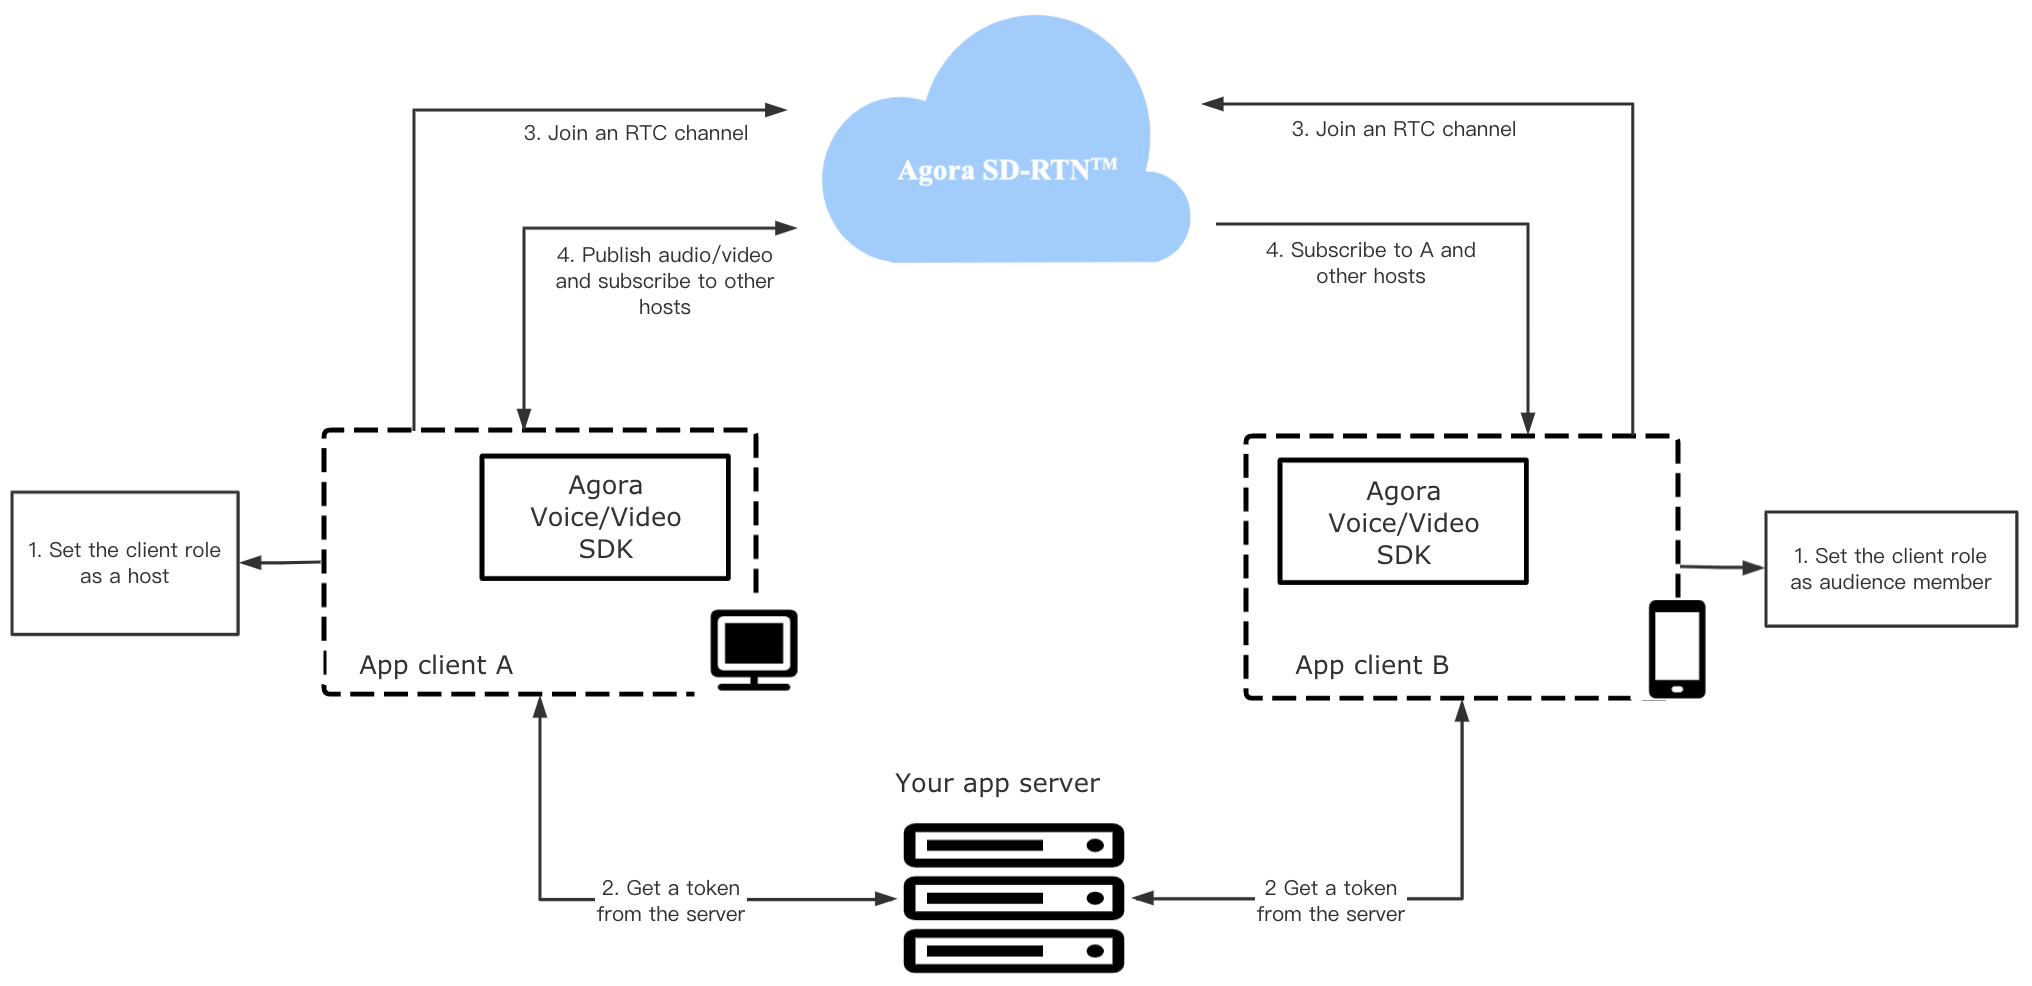 3. Join an RTC channel
3. Join an RTC channel
Agora SD-RTN™
4. Publish audio/video
and subscribe to other
hosts
4. Subscribe to A and
other hosts
1. Set the client role
as a host
Agora
Voice/Video
SDK
App client A
Agora
Voice/Video
SDK
App client B
1. Set the client role
as audience member
Your app server
2. Get a token
from the server
2 Get a token
from the server